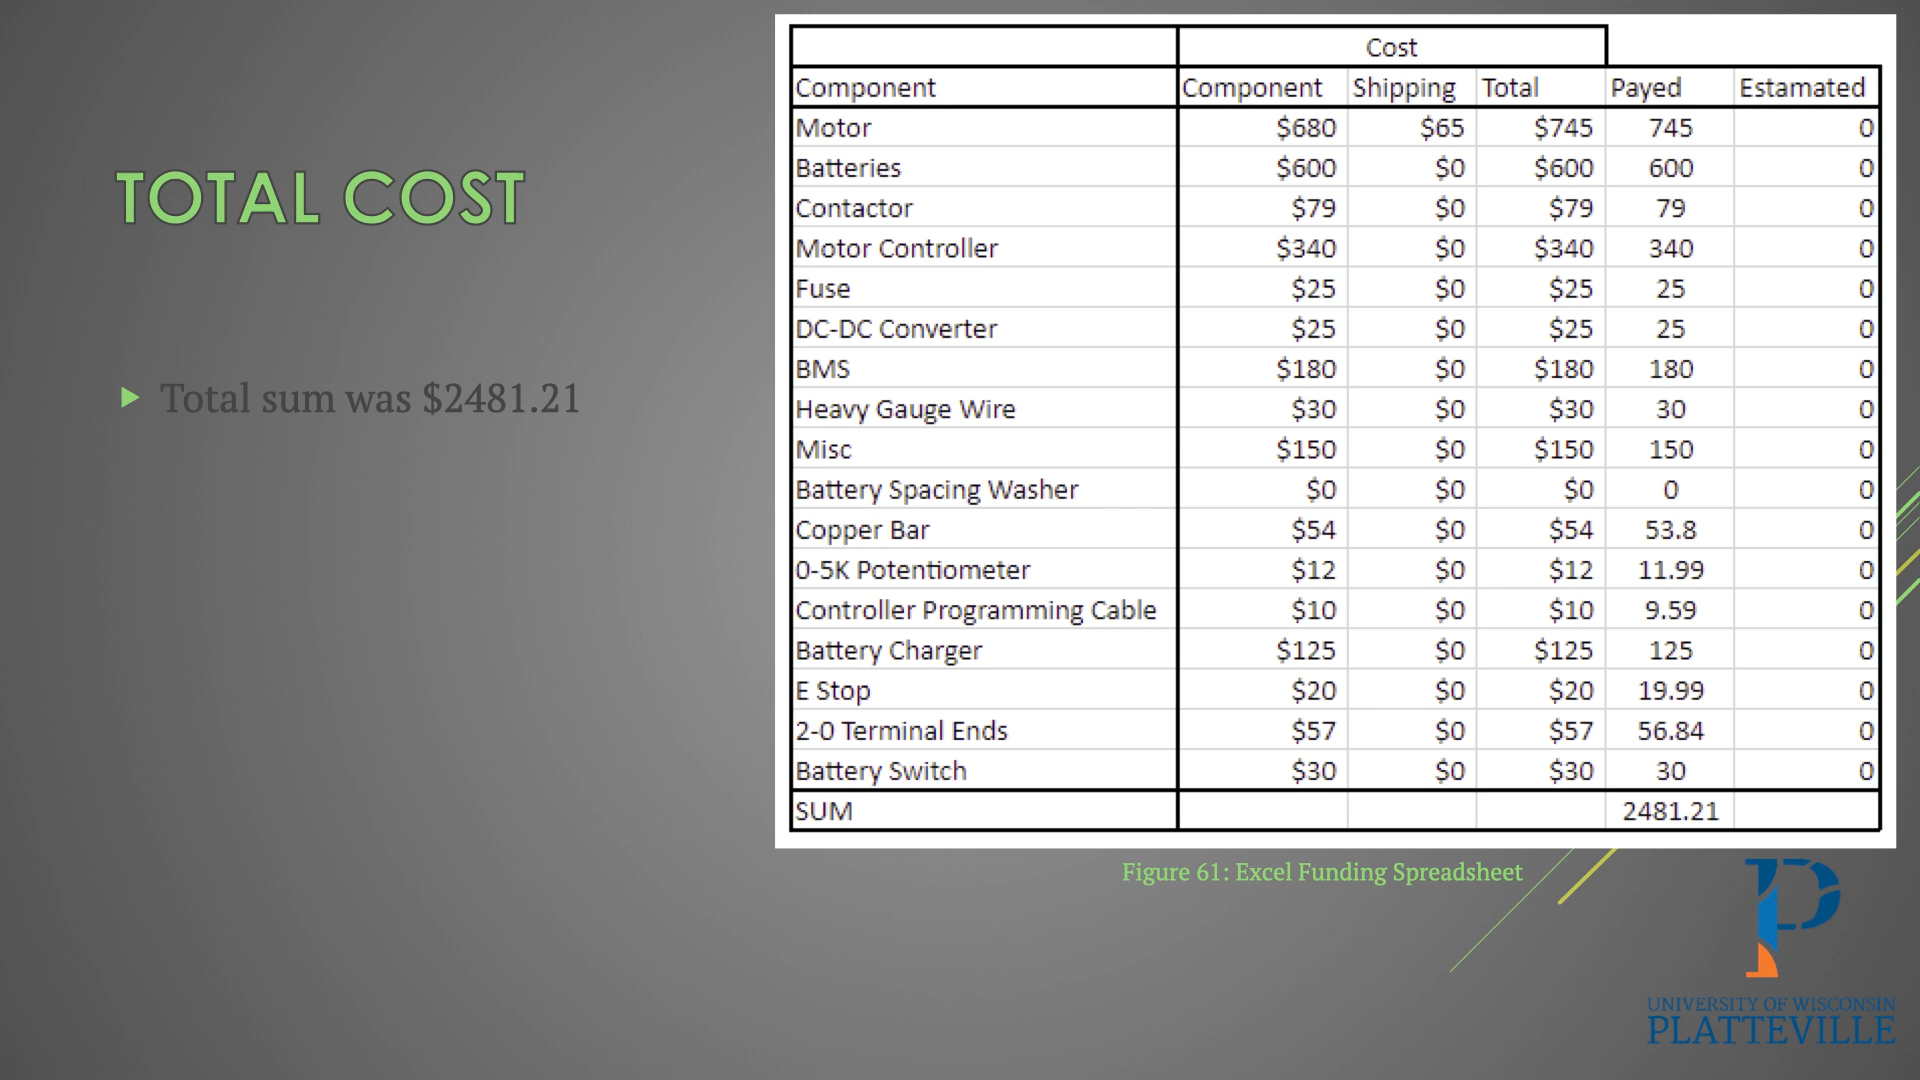 TOTAL COST
Total sum was $2481.21
Cost
Component Component Shipping Total Payed Estamated
Motor $680 $65 $745 745 0
Batteries $600 $0 $600 600 0
Contactor $79 $0 $79 79 0
Motor Controller $340 $0 $340 340 0
Fuse $25 $0 $25 25 0
DC-DC Converter $25 $0 $25 25 0
BMS $180 $0 $180 180 0
Heavy Gauge Wire $30 $0 $30 30 0
Misc $150 $0 $150 150 0
Battery Spacing Washer $0 $0 $0 0 0
Copper Bar $54 $0 $54 53.8 0
0-5K Potentiometer $12 $0 $12 11.99 0
Controller Programming Cable $10 $0 $10 9.59 0
Battery Charger $125 $0 $125 125 0
E Stop $20 $0 $20 19.99 0
2-0 Terminal Ends $57 $0 $57 56.84 0
Battery Switch $30 $0 $30 30 0
SUM 2481.21
Figure 61: Excel Funding Spreadsheet
UNIVERSITY OF WISCONSIN
PLATTEVILLE